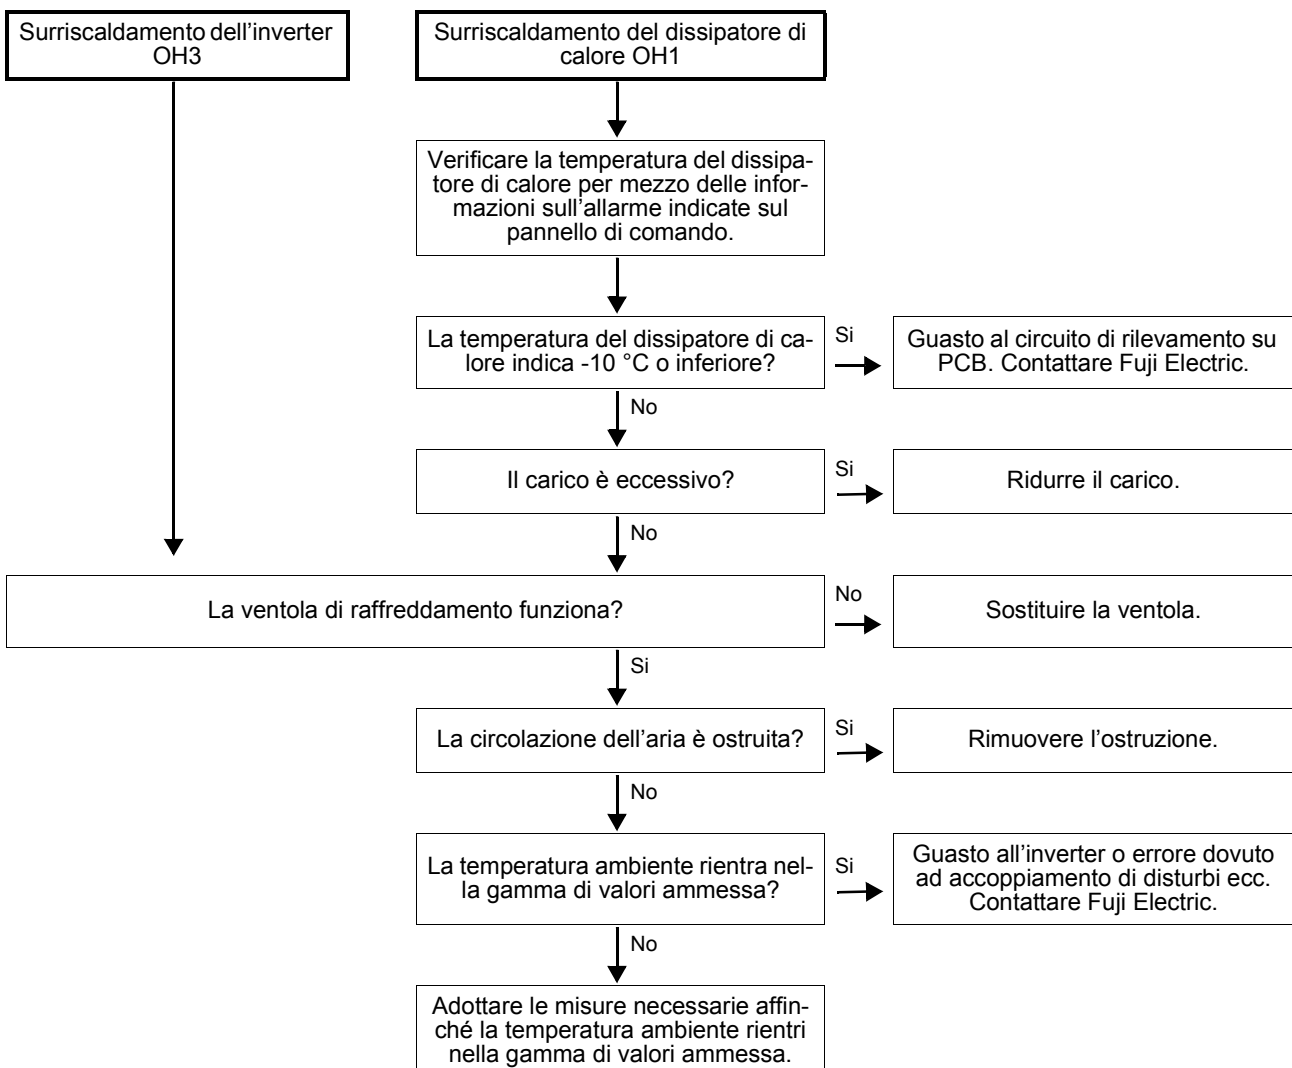 Surriscaldamento dell'inverter
OH3
Surriscaldamento del dissipatore di
calore OH1
Verificare la temperatura del dissipa-
tore di calore per mezzo delle infor-
mazioni sull'allarme indicate sul
pannello di comando.
La temperatura del dissipatore di ca-
lore indica -10 °C o inferiore?
Si
Guasto al circuito di rilevamento su
PCB. Contattare Fuji Electric.
No
Il carico è eccessivo?
Si
Ridurre il carico.
No
La ventola di raffreddamento funziona?
No
Sostituire la ventola.
Si
La circolazione dell'aria è ostruita?
Si
Rimuovere l'ostruzione.
No
La temperatura ambiente rientra nel-
la gamma di valori ammessa?
Si
Guasto all'inverter o errore dovuto
ad accoppiamento di disturbi ecc.
Contattare Fuji Electric.
No
Adottare le misure necessarie affin-
ché la temperatura ambiente rientri
nella gamma di valori ammessa.